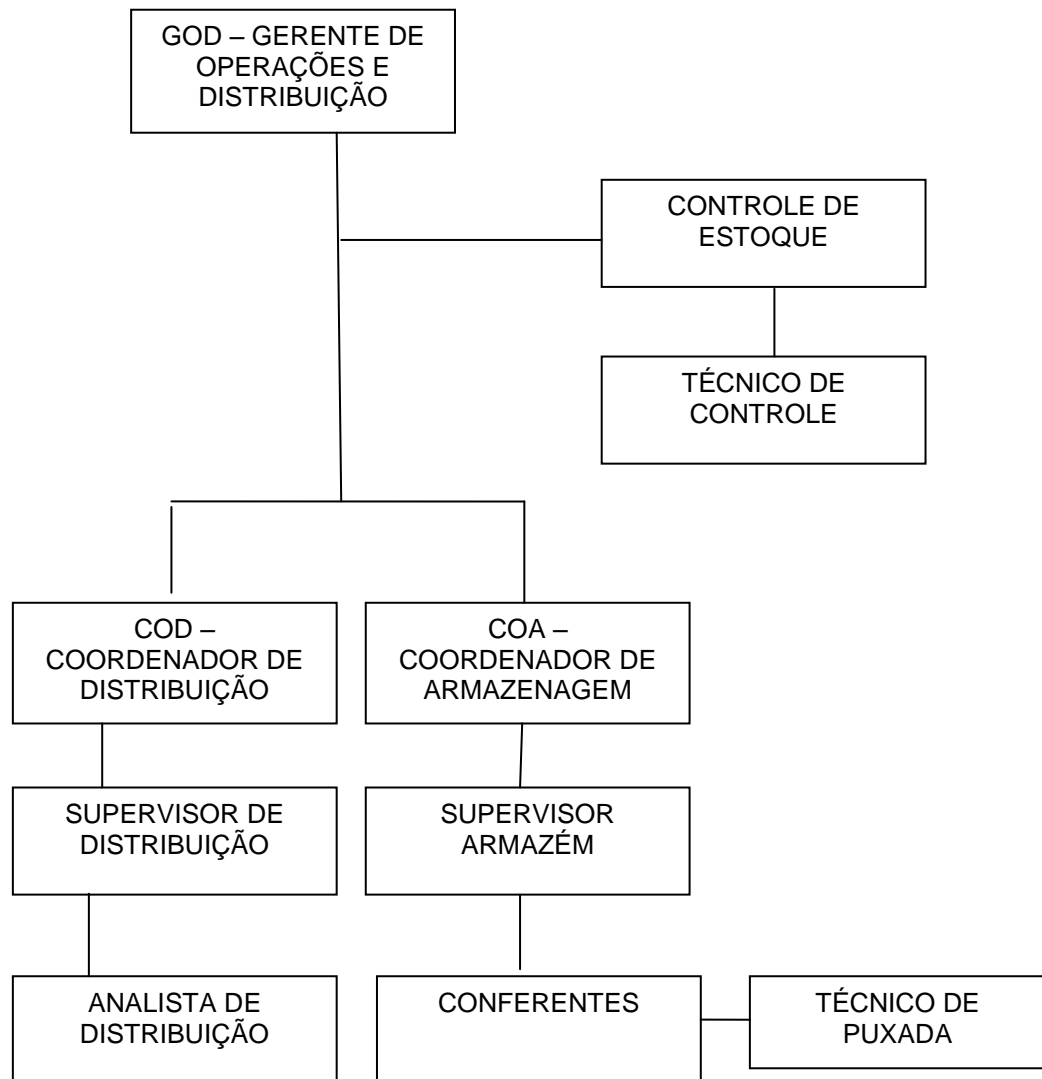 GOD – GERENTE DE
OPERAÇÕES E
DISTRIBUIÇÃO
CONTROLE DE
ESTOQUE
TÉCNICO DE
CONTROLE
COD –
COORDENADOR DE
DISTRIBUIÇÃO
COA –
COORDENADOR DE
ARMAZENAGEM
SUPERVISOR DE
DISTRIBUIÇÃO
SUPERVISOR
ARMAZÉM
ANALISTA DE
DISTRIBUIÇÃO
CONFERENTES
TÉCNICO DE
PUXADA